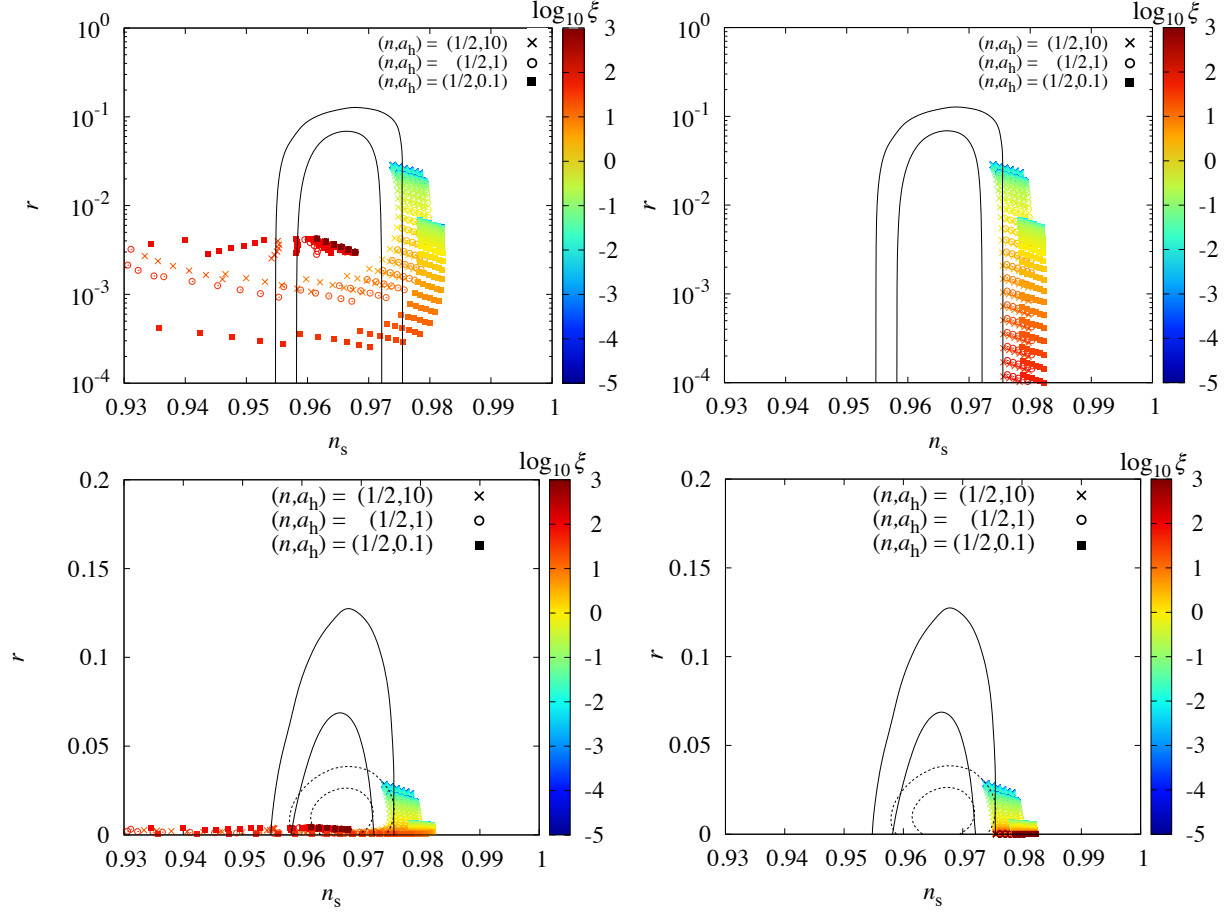 log10 ξ
(n,ah) = (1/2,10)
(n,ah) = (1/2,1)
(n,ah) = (1/2,0.1)
r
10^0
10^-1
10^-2
10^-3
10^-4
0.93 0.94 0.95 0.96 0.97 0.98 0.99 1
ns
3
2
1
0
-1
-2
-3
-4
-5
log10 ξ
(n,ah) = (1/2,10)
(n,ah) = (1/2,1)
(n,ah) = (1/2,0.1)
r
10^0
10^-1
10^-2
10^-3
10^-4
0.93 0.94 0.95 0.96 0.97 0.98 0.99 1
ns
3
2
1
0
-1
-2
-3
-4
-5
log10 ξ
(n,ah) = (1/2,10)
(n,ah) = (1/2,1)
(n,ah) = (1/2,0.1)
r
0.2
0.15
0.1
0.05
0
0.93 0.94 0.95 0.96 0.97 0.98 0.99 1
ns
3
2
1
0
-1
-2
-3
-4
-5
log10 ξ
(n,ah) = (1/2,10)
(n,ah) = (1/2,1)
(n,ah) = (1/2,0.1)
r
0.2
0.15
0.1
0.05
0
0.93 0.94 0.95 0.96 0.97 0.98 0.99 1
ns
3
2
1
0
-1
-2
-3
-4
-5